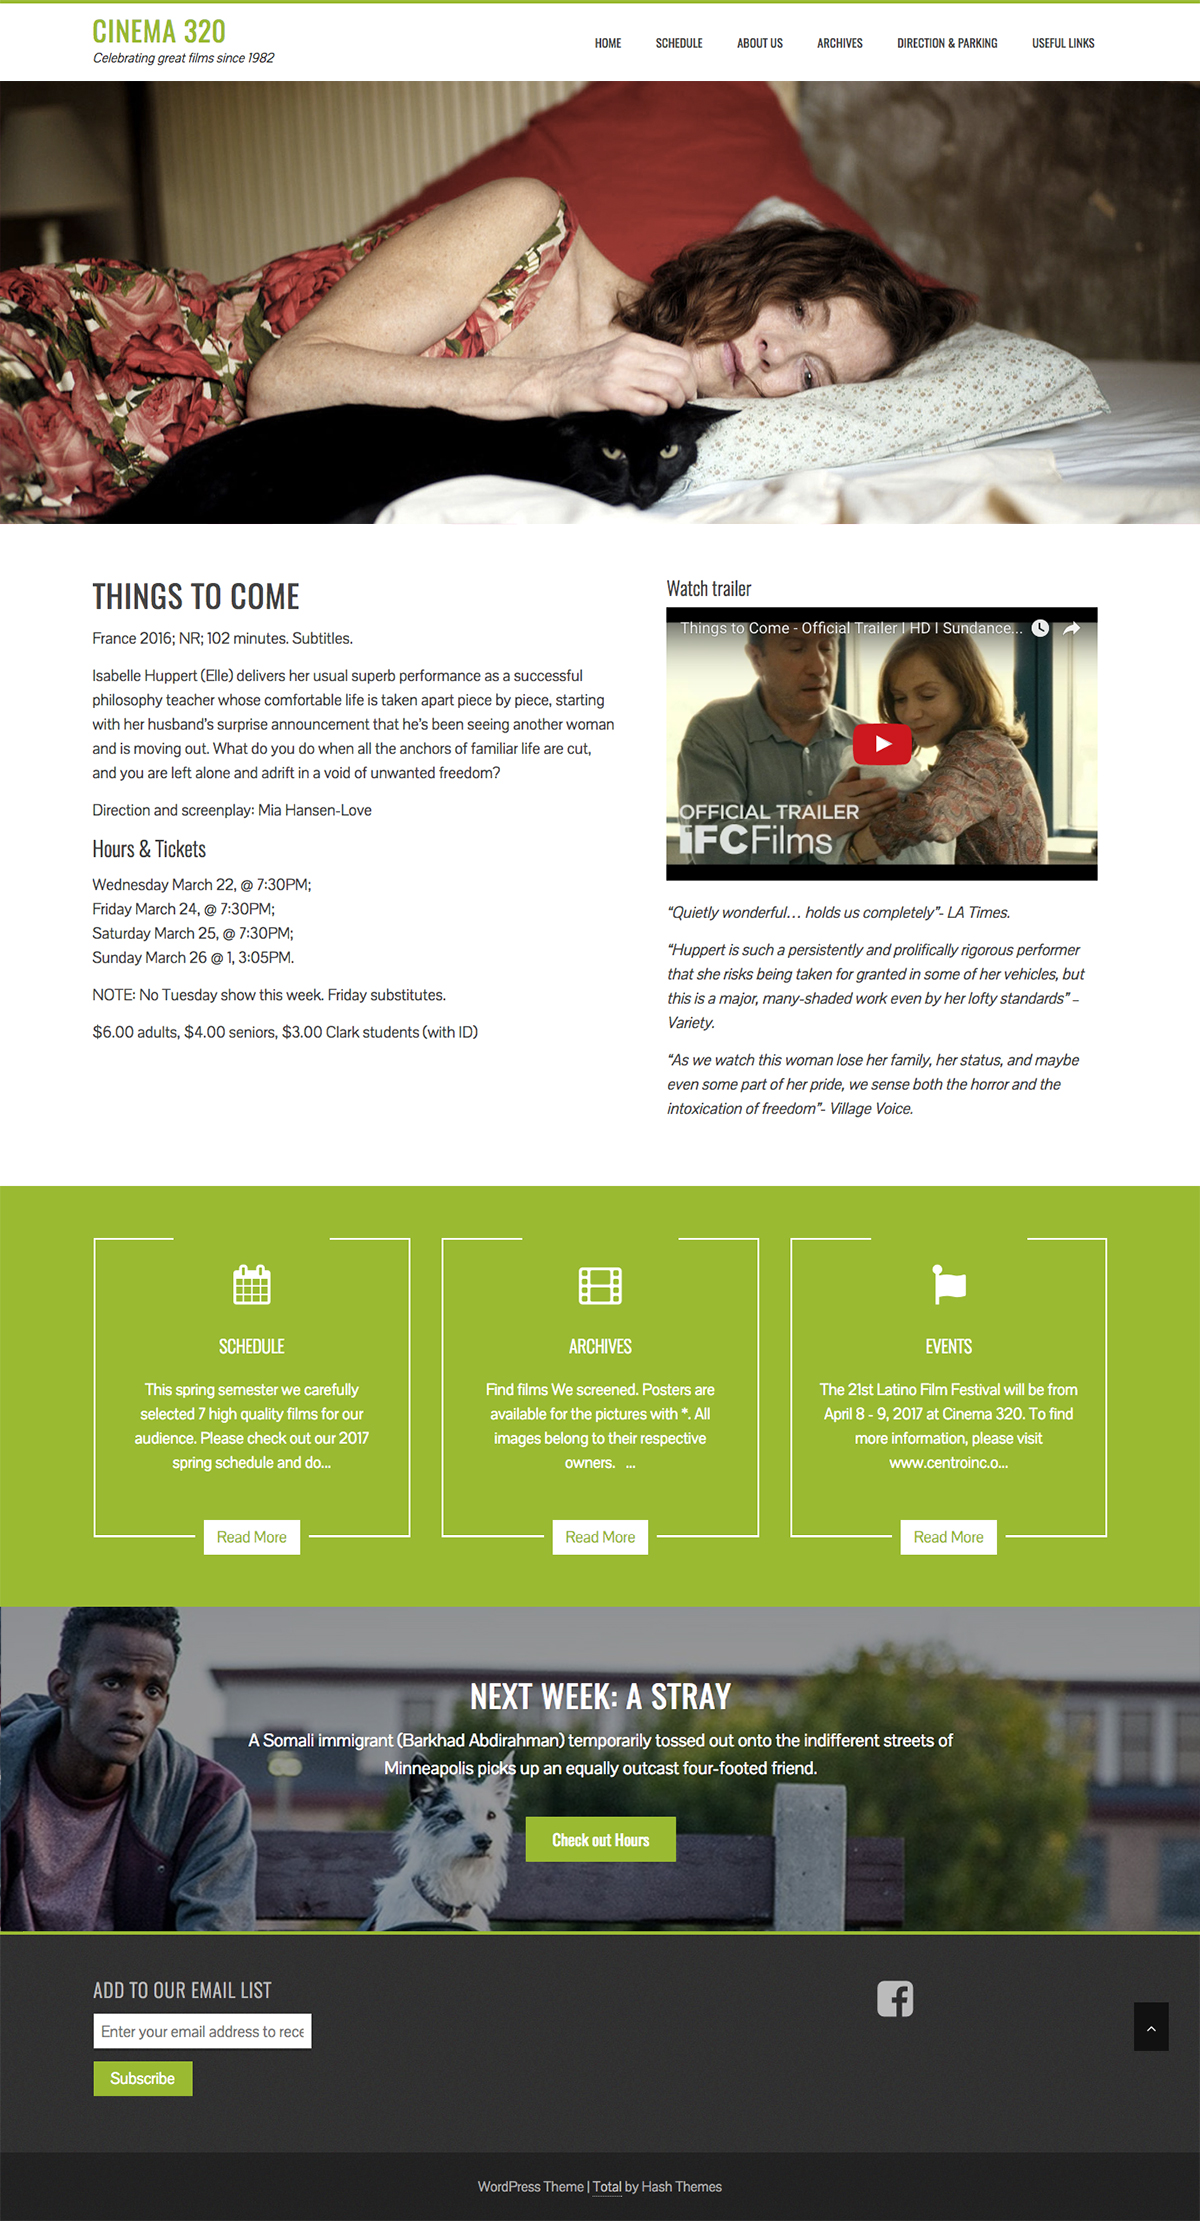 CINEMA 320
Celebrating great films since 1982
HOME SCHEDULE ABOUT US ARCHIVES DIRECTION & PARKING USEFUL LINKS
THINGS TO COME
France 2016; NR; 102 minutes. Subtitles.
Isabelle Huppert (Elle) delivers her usual superb performance as a successful
philosophy teacher whose comfortable life is taken apart piece by piece, starting
with her husband's surprise announcement that he's been seeing another woman
and is moving out. What do you do when all the anchors of familiar life are cut,
and you are left alone and adrift in a void of unwanted freedom?
Direction and screenplay: Mia Hansen-Love
Hours & Tickets
Wednesday March 22, @ 7:30PM;
Friday March 24, @ 7:30PM;
Saturday March 25, @ 7:30PM;
Sunday March 26 @ 1, 3:05PM.
NOTE: No Tuesday show this week. Friday substitutes.
$6.00 adults, $4.00 seniors, $3.00 Clark students (with ID)
Watch trailer
Things to Come - Official Trailer I HD I Sundance...
OFFICIAL TRAILER
IFC Films
“Quietly wonderful… holds us completely”- LA Times.
“Huppert is such a persistently and prolifically rigorous performer
that she risks being taken for granted in some of her vehicles, but
this is a major, many-shaded work even by her lofty standards” –
Variety.
“As we watch this woman lose her family, her status, and maybe
even some part of her pride, we sense both the horror and the
intoxication of freedom”- Village Voice.
SCHEDULE
This spring semester we carefully
selected 7 high quality films for our
audience. Please check out our 2017
spring schedule and do...
Read More
ARCHIVES
Find films We screened. Posters are
available for the pictures with *. All
images belong to their respective
owners. ...
Read More
EVENTS
The 21st Latino Film Festival will be from
April 8 - 9, 2017 at Cinema 320. To find
more information, please visit
www.centroinc.o...
Read More
NEXT WEEK: A STRAY
A Somali immigrant (Barkhad Abdirahman) temporarily tossed out onto the indifferent streets of
Minneapolis picks up an equally outcast four-footed friend.
Check out Hours
ADD TO OUR EMAIL LIST
Enter your email address to rece
Subscribe
WordPress Theme | Total by Hash Themes